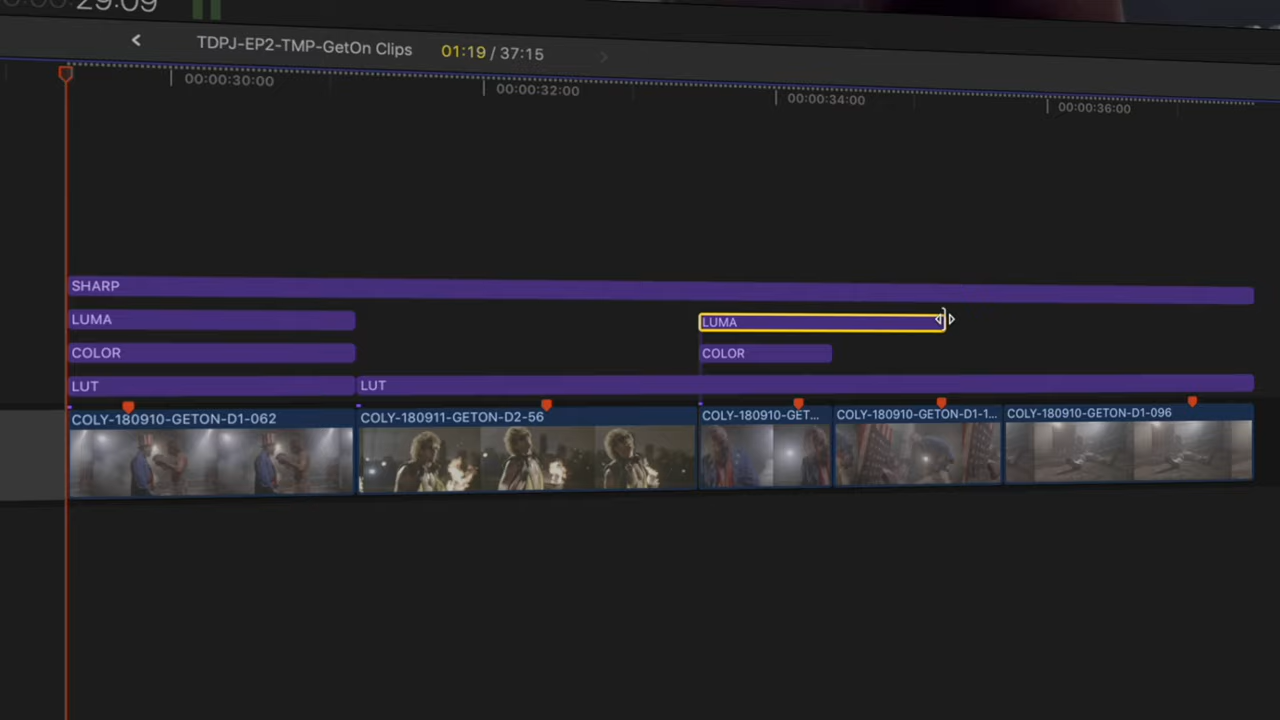 29:09
TDPJ-EP2-TMP-GetOn Clips 01:19 / 37:15
00:00:30:00 00:00:32:00 00:00:34:00 00:00:36:00
SHARP
LUMA LUMA
COLOR COLOR
LUT LUT
COLY-180910-GETON-D1-062 COLY-180911-GETON-D2-56 COLY-180910-GET... COLY-180910-GETON-D1-1... COLY-180910-GETON-D1-096